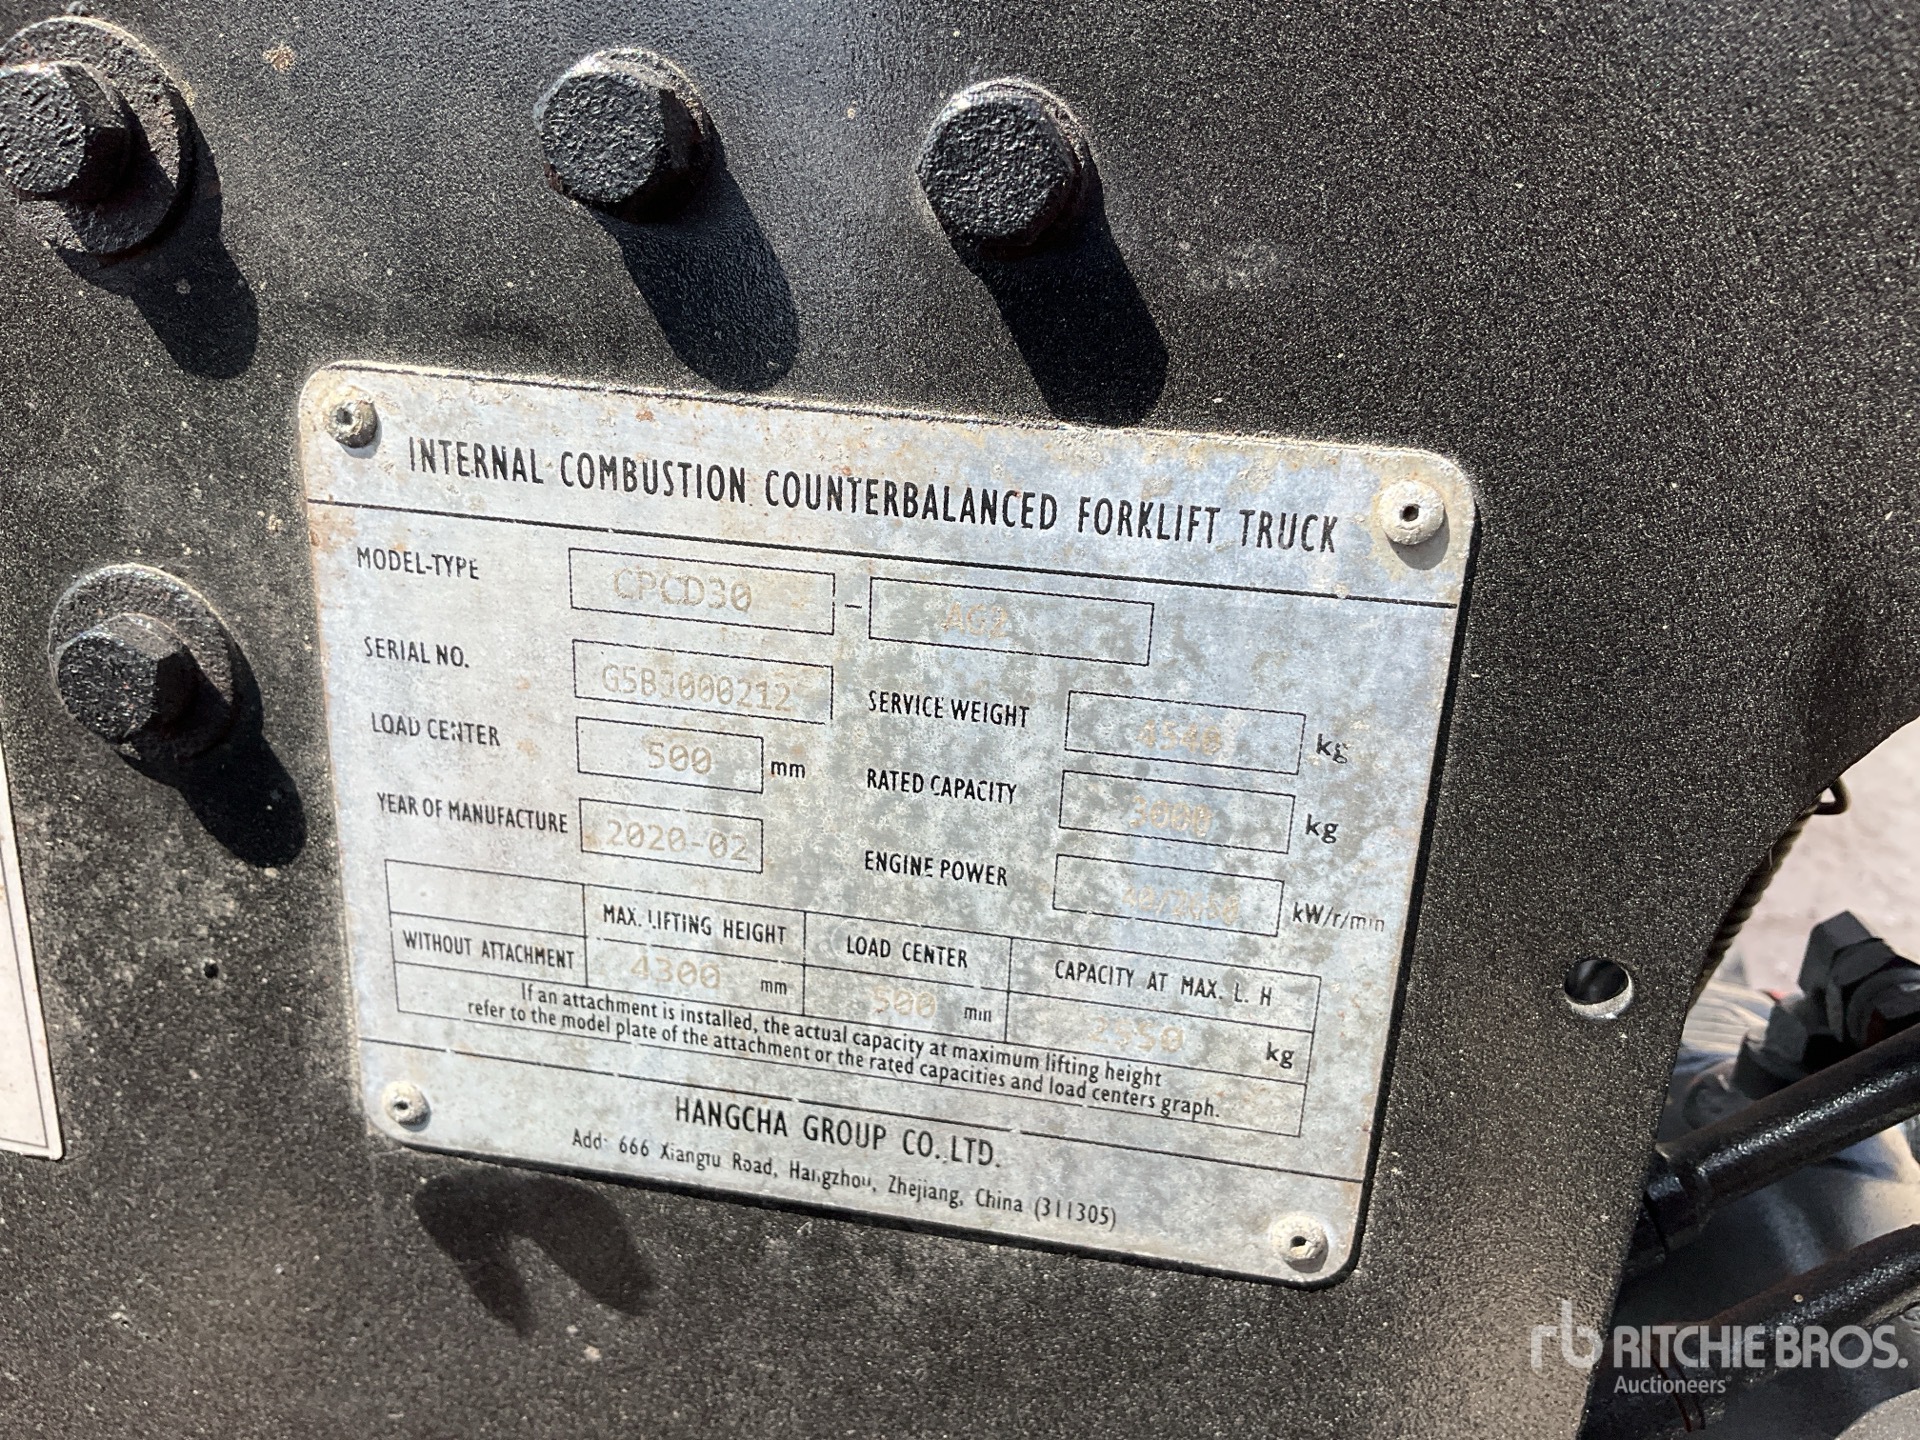 INTERNAL COMBUSTION COUNTERBALANCED FORKLIFT TRUCK
MODEL-TYPE CPCD30 - AG2
SERIAL NO. G5B3000212
SERVICE WEIGHT 4340 kg
LOAD CENTER 500 mm
RATED CAPACITY 3000 kg
YEAR OF MANUFACTURE 2020-02
ENGINE POWER kW/r/min
MAX. LIFTING HEIGHT LOAD CENTER CAPACITY AT MAX. L. H
WITHOUT ATTACHMENT 4300 mm 500 mm 2550 kg
If an attachment is installed, the actual capacity at maximum lifting height
refer to the model plate of the attachment or the rated capacities and load centers graph.
HANGCHA GROUP CO.,LTD.
Add: 666 Xiangfu Road, Hangzhou, Zhejiang, China (311305)
rb RITCHIE BROS.
Auctioneers